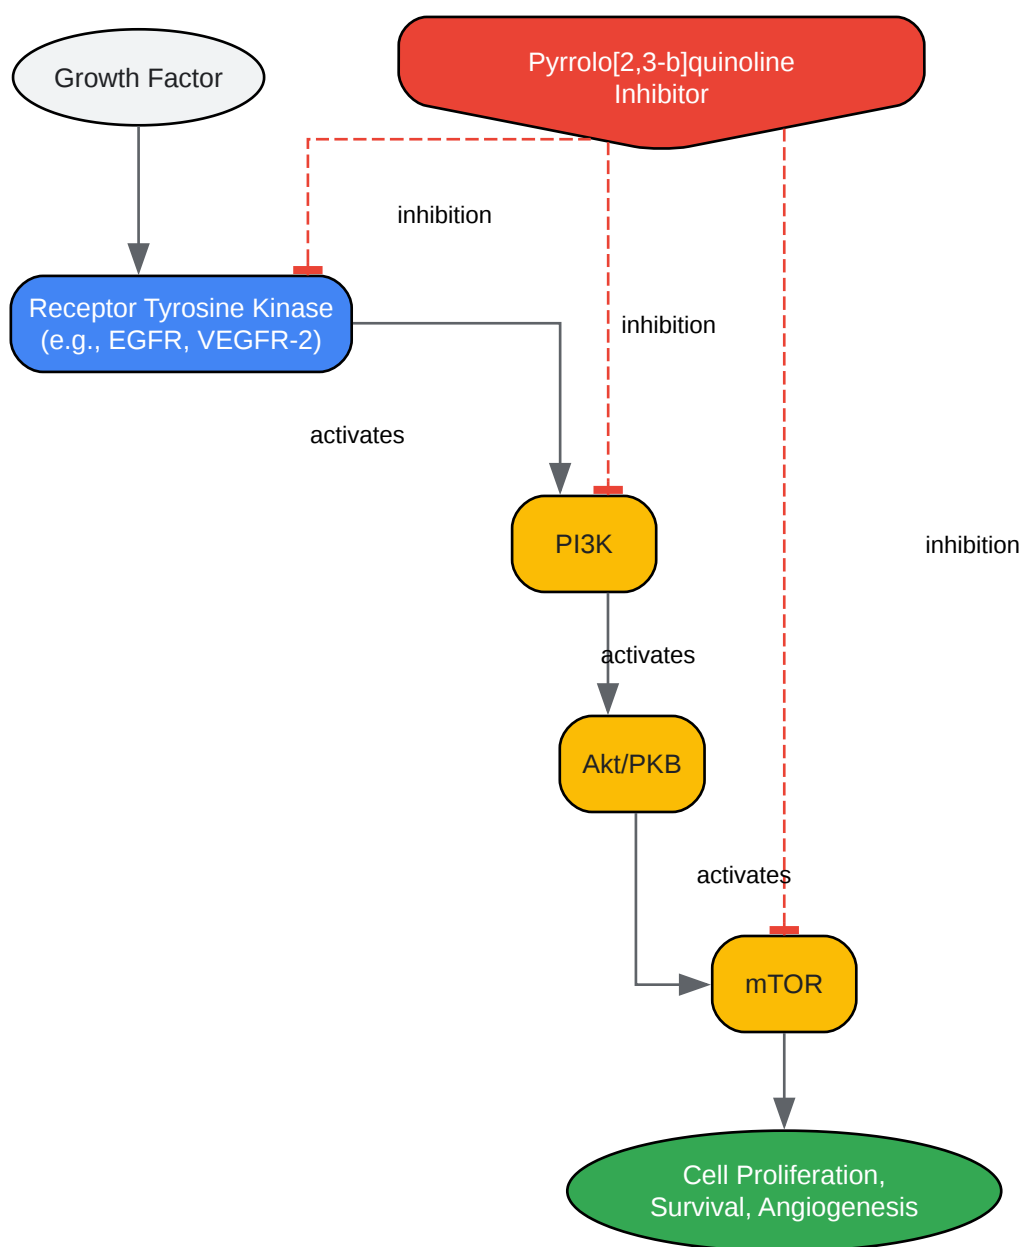 Growth Factor
Pyrrolo[2,3-b]quinoline
Inhibitor
inhibition
Receptor Tyrosine Kinase
(e.g., EGFR, VEGFR-2)
inhibition
activates
PI3K
inhibition
activates
Akt/PKB
activates
mTOR
Cell Proliferation,
Survival, Angiogenesis